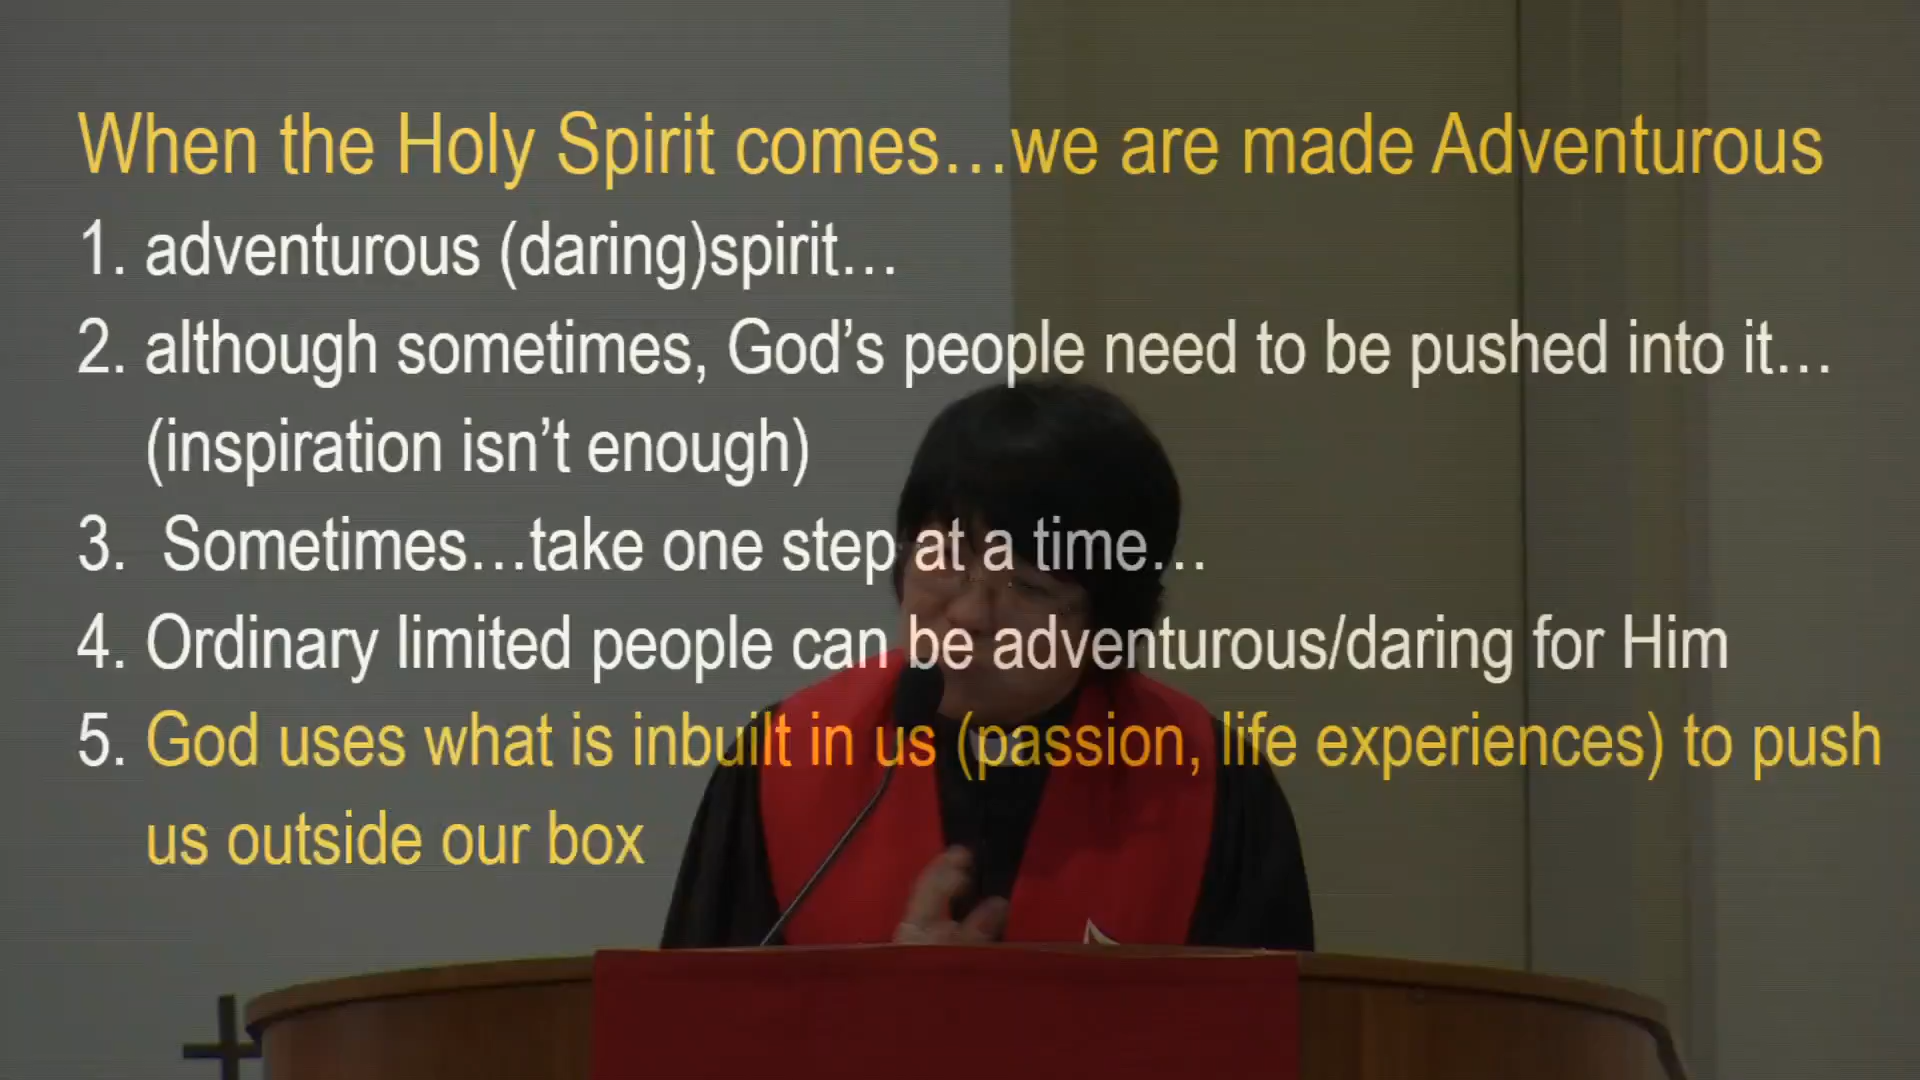 When the Holy Spirit comes…we are made Adventurous
1. adventurous (daring)spirit…
2. although sometimes, God’s people need to be pushed into it…
(inspiration isn’t enough)
3. Sometimes…take one step at a time…
4. Ordinary limited people can be adventurous/daring for Him
5. God uses what is inbuilt in us (passion, life experiences) to push
us outside our box